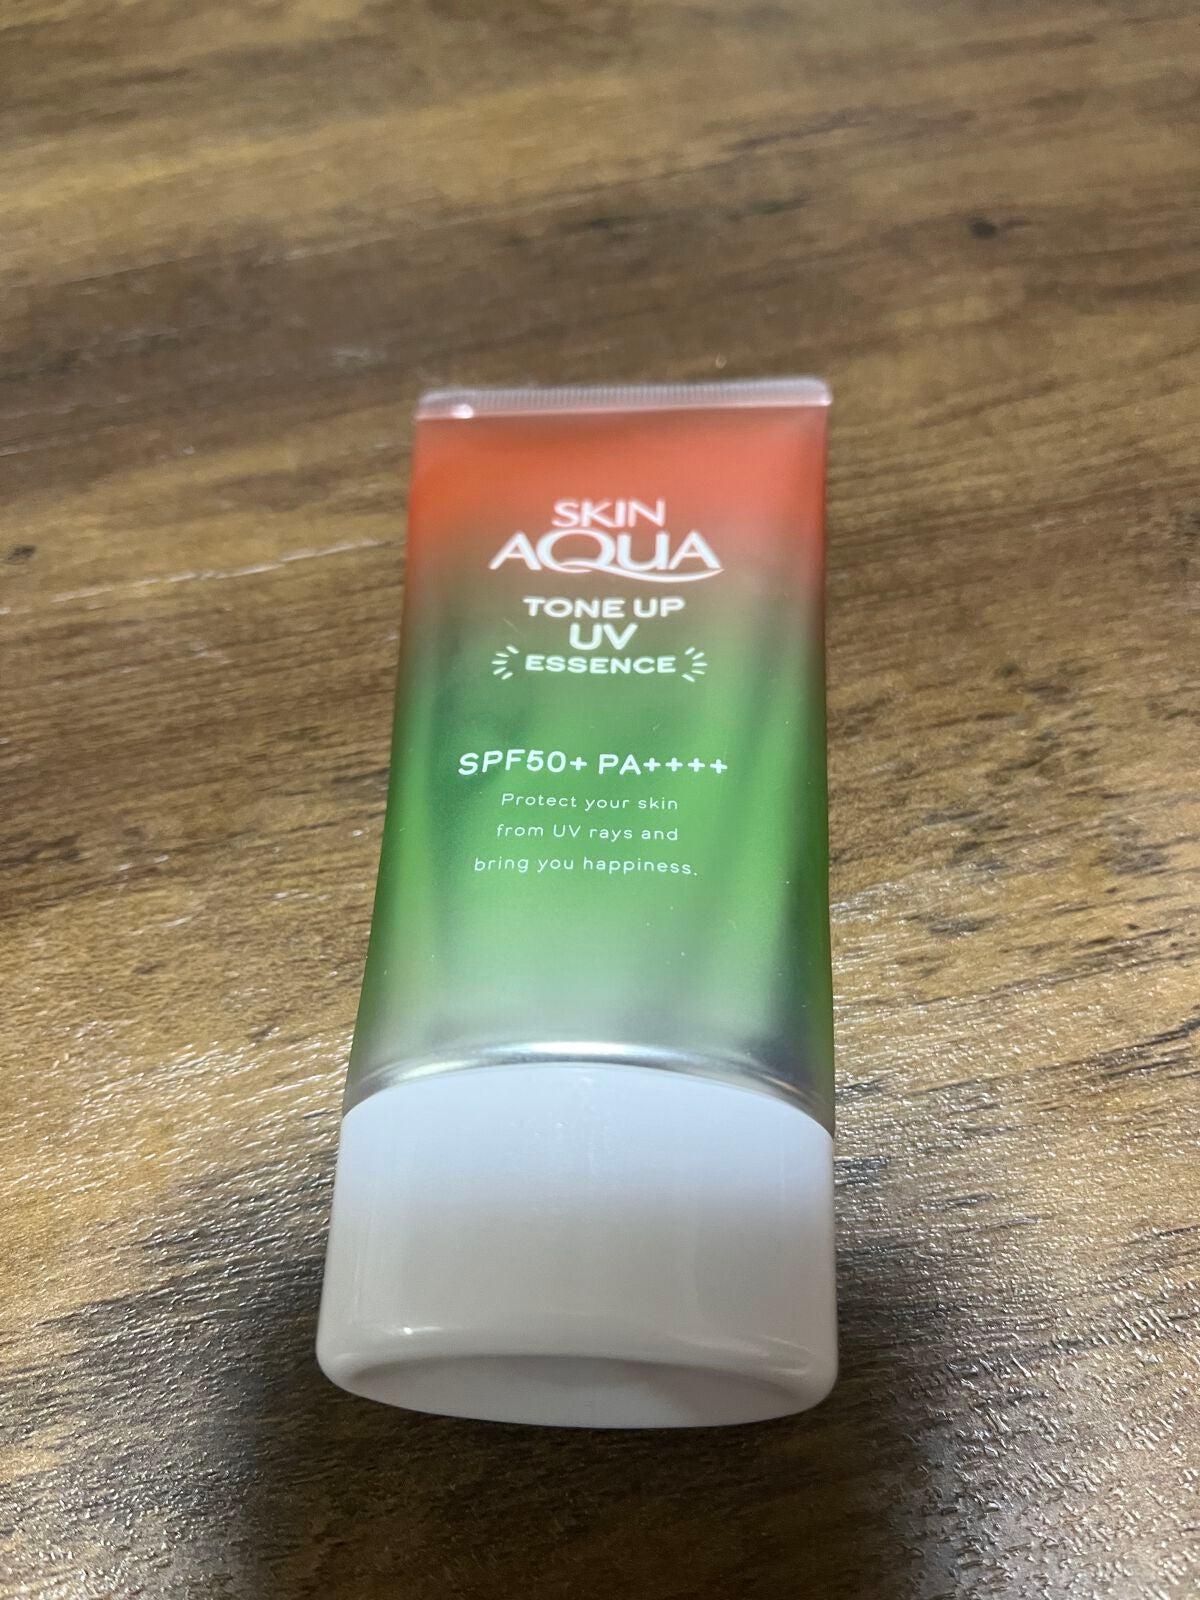 SKIN
AQUA
TONE UP
UV
ESSENCE
SPF50+ PA++++
Protect your skin
from UV rays and
bring you happiness.